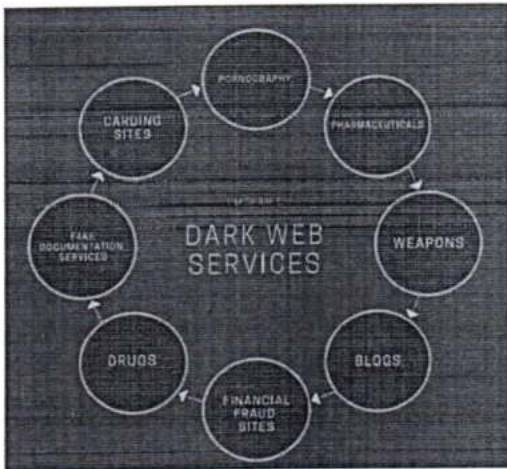 PORNOGRAPHY
PHARMACEUTICALS
WEAPONS
BLOGS
FINANCIAL
FRAUD
SITES
DRUGS
FAKE
DOCUMENTATION
SERVICES
CARDING
SITES
DARK WEB
SERVICES